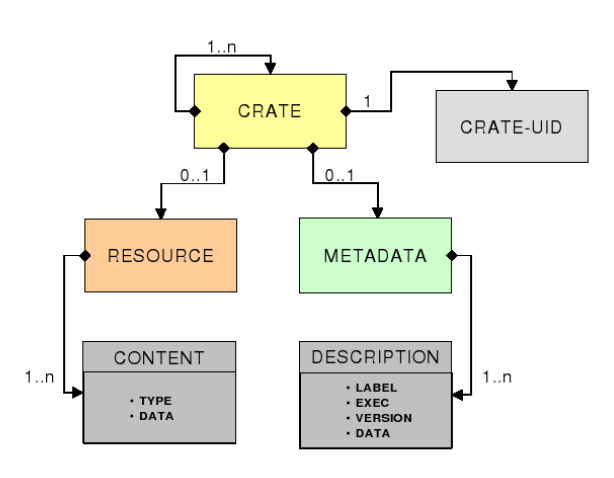 1..n
CRATE
1
CRATE-UID
0..1
0..1
RESOURCE
METADATA
CONTENT
• TYPE
• DATA
1..n
DESCRIPTION
• LABEL
• EXEC
• VERSION
• DATA
1..n